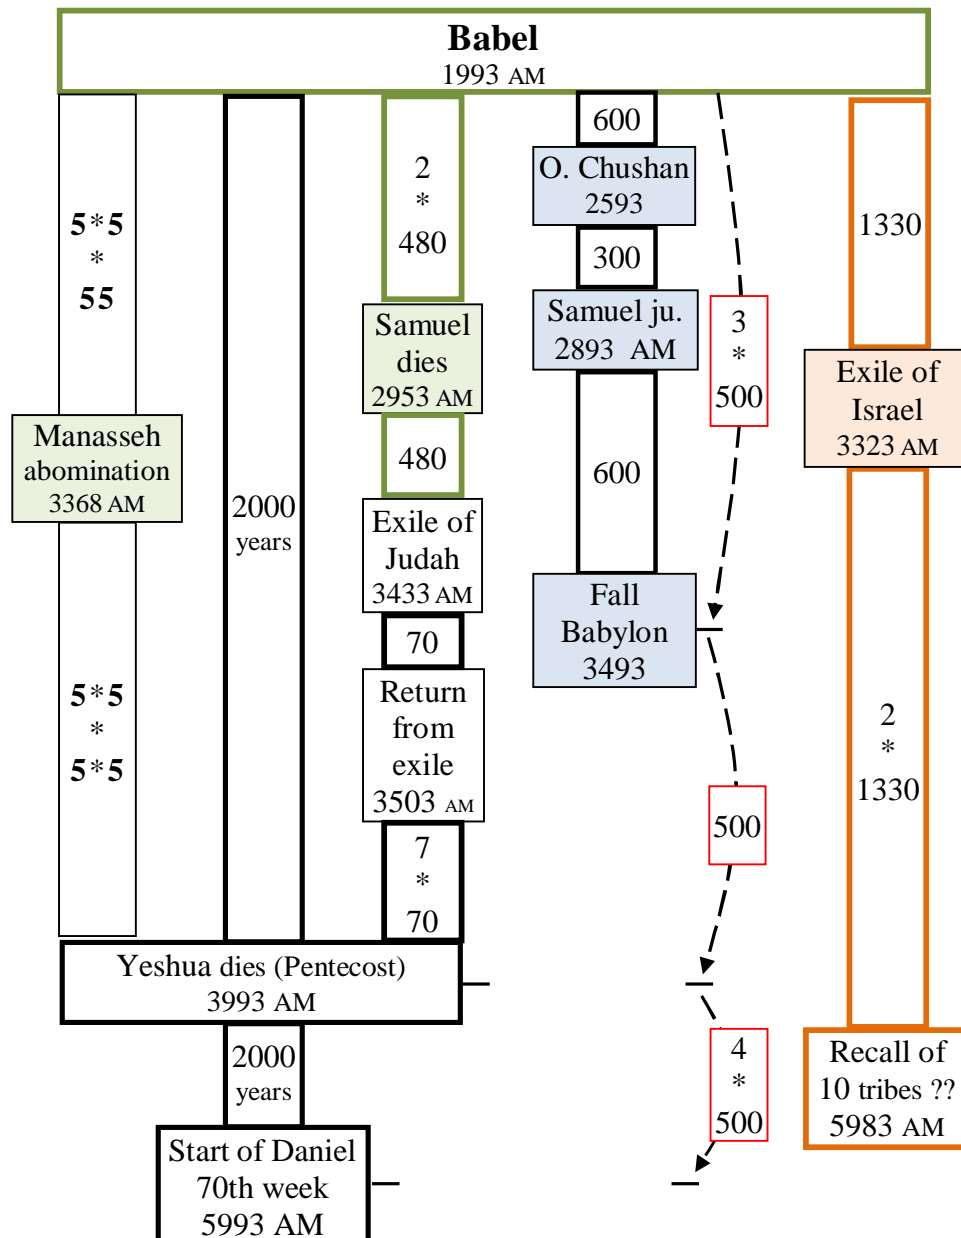 Babel
1993 AM
5*5
*
55
Manasseh
abomination
3368 AM
5*5
*
5*5
2000
years
2
*
480
Samuel
dies
2953 AM
480
Exile of
Judah
3433 AM
70
Return
from
exile
3503 AM
7
*
70
Yeshua dies (Pentecost)
3993 AM
2000
years
Start of Daniel
70th week
5993 AM
600
O. Chushan
2593
300
Samuel ju.
2893 AM
600
Fall
Babylon
3493
3
*
500
500
4
*
500
1330
Exile of
Israel
3323 AM
2
*
1330
Recall of
10 tribes ??
5983 AM